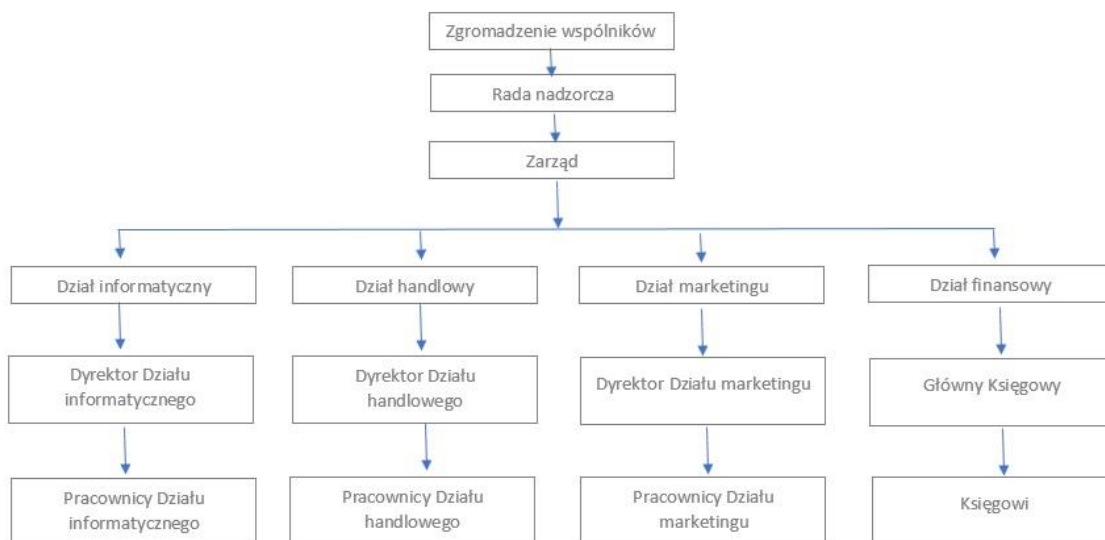 Zgromadzenie wspólników
Rada nadzorcza
Zarząd
Dział informatyczny
Dział handlowy
Dział marketingu
Dział finansowy
Dyrektor Działu
informatycznego
Dyrektor Działu
handlowego
Dyrektor Działu marketingu
Główny Księgowy
Pracownicy Działu
informatycznego
Pracownicy Działu
handlowego
Pracownicy Działu
marketingu
Księgowi